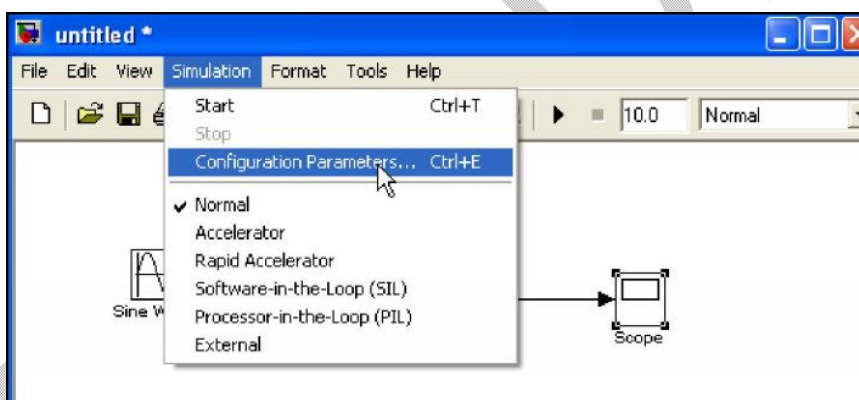 untitled *
File Edit View Simulation Format Tools Help
10.0 Normal
Start Ctrl+T
Stop
Configuration Parameters... Ctrl+E
Normal
Accelerator
Rapid Accelerator
Software-in-the-Loop (SIL)
Processor-in-the-Loop (PIL)
External
Sine
Scope